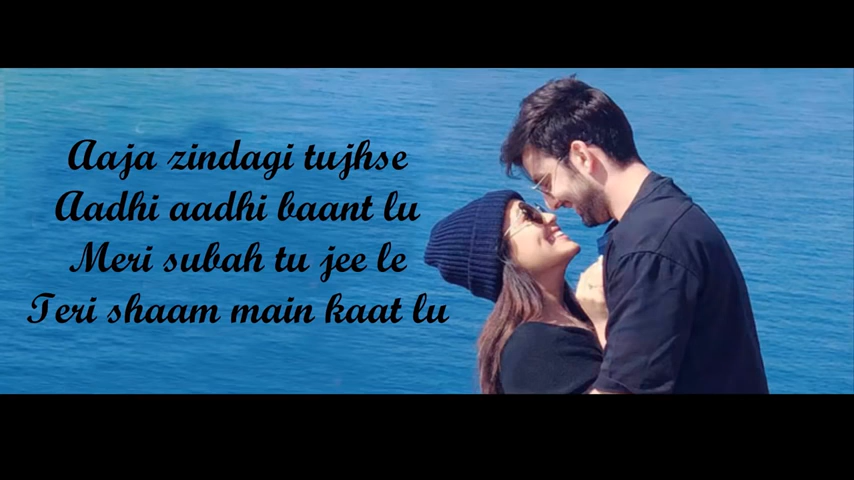 Aaja zindagi tujhse
Aadhi aadhi baant lu
Meri subah tu jee le
Teri shaam main kaat lu